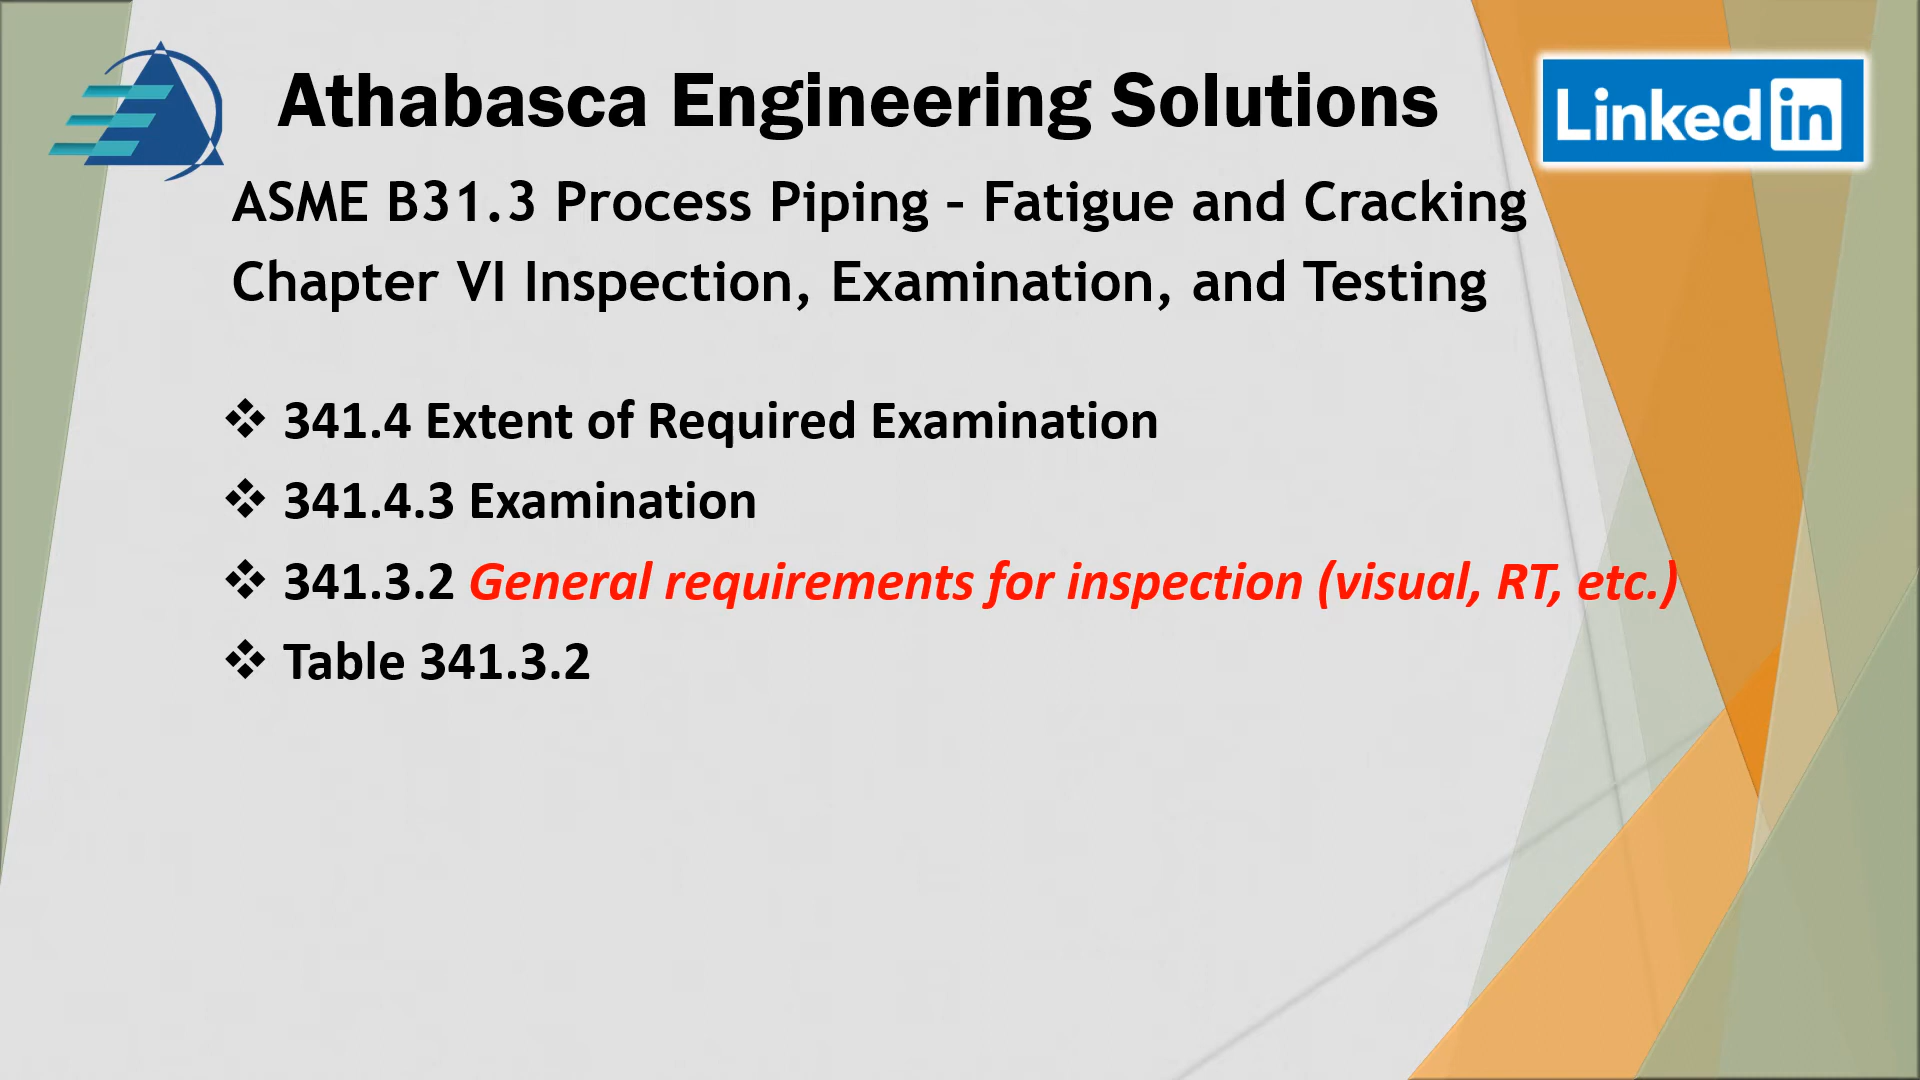 Athabasca Engineering Solutions
Linked in
ASME B31.3 Process Piping – Fatigue and Cracking
Chapter VI Inspection, Examination, and Testing
❖ 341.4 Extent of Required Examination
❖ 341.4.3 Examination
❖ 341.3.2 General requirements for inspection (visual, RT, etc.)
❖ Table 341.3.2